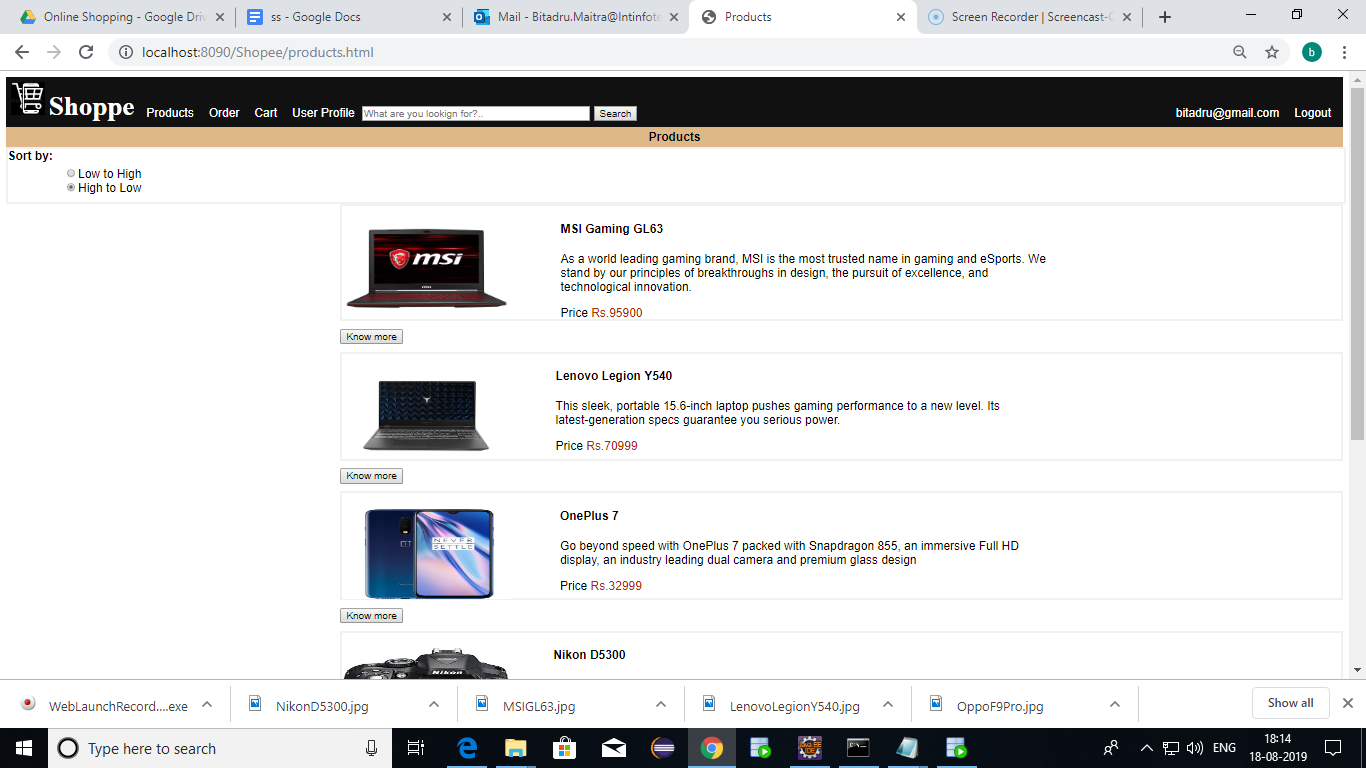 Online Shopping - Google Driv
ss - Google Docs
Mail - Bitadru.Maitra@Intinfote
Products
Screen Recorder | Screencast-O
localhost:8090/Shopee/products.html
b
Shoppe
Products
Order
Cart
User Profile
What are you lookign for?..
Search
bitadru@gmail.com
Logout
Products
Sort by:
Low to High
High to Low
msi
MSI Gaming GL63
As a world leading gaming brand, MSI is the most trusted name in gaming and eSports. We
stand by our principles of breakthroughs in design, the pursuit of excellence, and
technological innovation.
Price Rs.95900
Know more
Lenovo Legion Y540
This sleek, portable 15.6-inch laptop pushes gaming performance to a new level. Its
latest-generation specs guarantee you serious power.
Price Rs.70999
Know more
NEVER
SETTLE
OnePlus 7
Go beyond speed with OnePlus 7 packed with Snapdragon 855, an immersive Full HD
display, an industry leading dual camera and premium glass design
Price Rs.32999
Know more
Nikon
Nikon D5300
WebLaunchRecord....exe
NikonD5300.jpg
MSIGL63.jpg
LenovoLegionY540.jpg
OppoF9Pro.jpg
Show all
Type here to search
ENG
18:14
18-08-2019